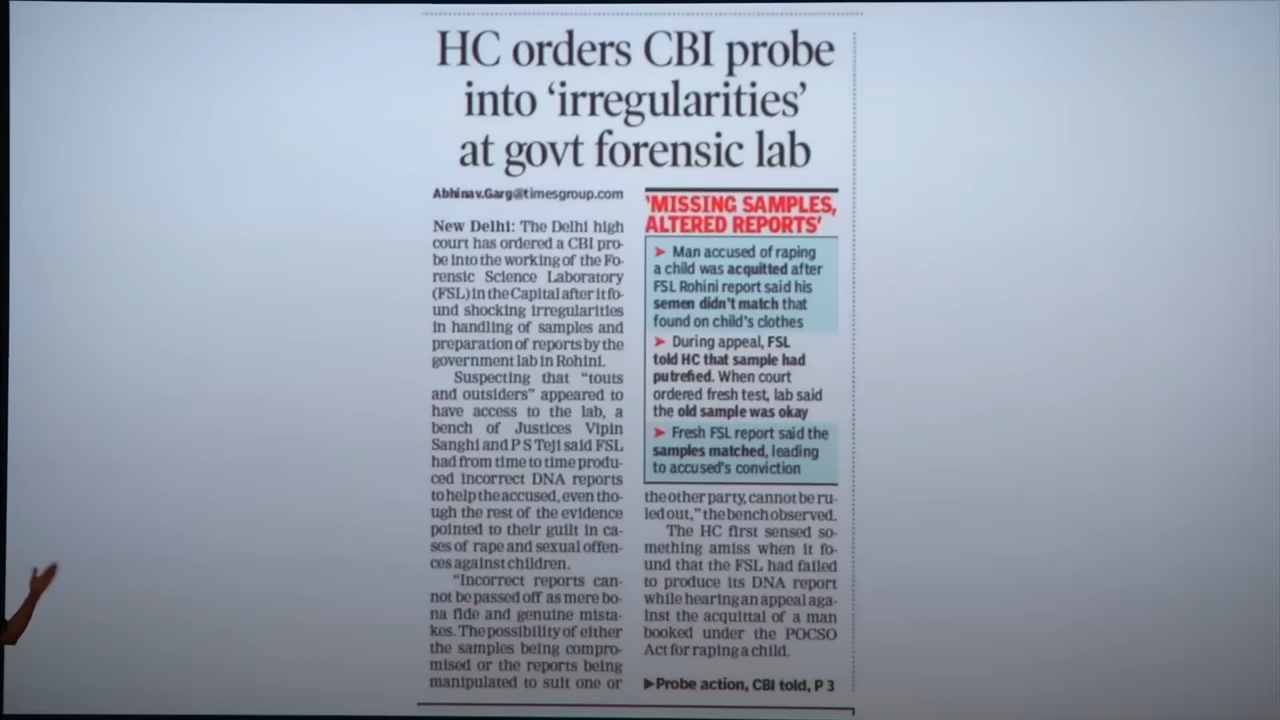 HC orders CBI probe
into ‘irregularities’
at govt forensic lab
Abhinav.Garg@timesgroup.com
New Delhi: The Delhi high
court has ordered a CBI pro-
be into the working of the Fo-
rensic Science Laboratory
(FSL) in the Capital after it fo-
und shocking irregularities
in handling of samples and
preparation of reports by the
government lab in Rohini.
Suspecting that “touts
and outsiders” appeared to
have access to the lab, a
bench of Justices Vipin
Sanghi and P S Teji said FSL
had from time to time produ-
ced incorrect DNA reports
to help the accused, even tho-
ugh the rest of the evidence
pointed to their guilt in ca-
ses of rape and sexual offen-
ces against children.
“Incorrect reports can-
not be passed off as mere bo-
na fide and genuine mista-
kes. The possibility of either
the samples being compro-
mised or the reports being
manipulated to suit one or
‘MISSING SAMPLES,
ALTERED REPORTS’
➤ Man accused of raping
a child was acquitted after
FSL Rohini report said his
semen didn't match that
found on child's clothes
➤ During appeal, FSL
told HC that sample had
putrefied. When court
ordered fresh test, lab said
the old sample was okay
➤ Fresh FSL report said the
samples matched, leading
to accused's conviction
the other party, cannot be ru-
led out,” the bench observed.
The HC first sensed so-
mething amiss when it fo-
und that the FSL had failed
to produce its DNA report
while hearing an appeal aga-
inst the acquittal of a man
booked under the POCSO
Act for raping a child.
▶Probe action, CBI told, P 3